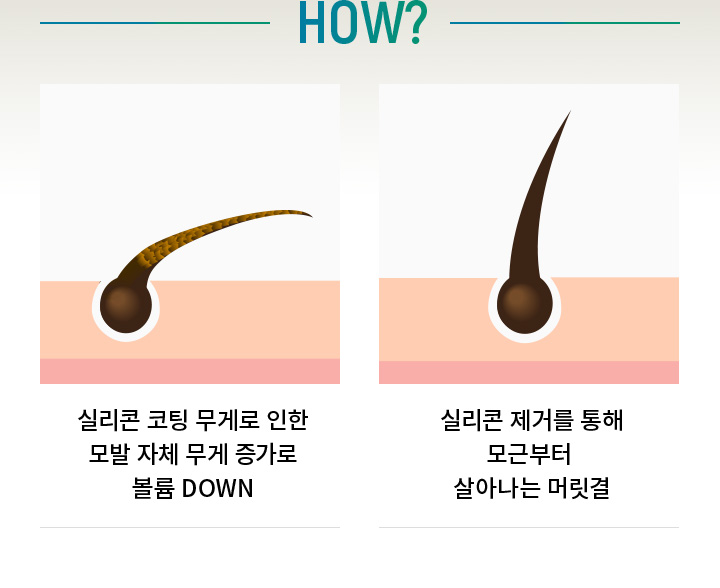 HOW?
실리콘 코팅 무게로 인한
모발 자체 무게 증가로
볼륨 DOWN
실리콘 제거를 통해
모근부터
살아나는 머릿결